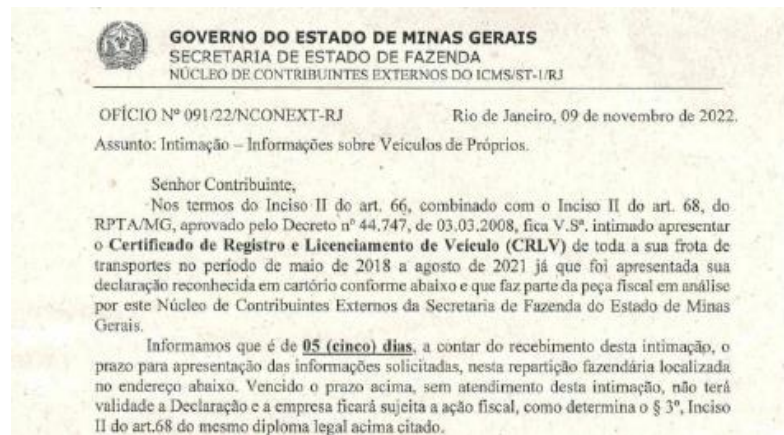 GOVERNO DO ESTADO DE MINAS GERAIS
SECRETARIA DE ESTADO DE FAZENDA
NÚCLEO DE CONTRIBUINTES EXTERNOS DO ICMS/ST-1/RJ
OFÍCIO Nº 091/22/NCONEXT-RJ Rio de Janeiro, 09 de novembro de 2022.
Assunto: Intimação – Informações sobre Veículos de Próprios.
Senhor Contribuinte,
Nos termos do Inciso II do art. 66, combinado com o Inciso II do art. 68, do
RPTA/MG, aprovado pelo Decreto nº 44.747, de 03.03.2008, fica V.Sª. intimado apresentar
o Certificado de Registro e Licenciamento de Veículo (CRLV) de toda a sua frota de
transportes no período de maio de 2018 a agosto de 2021 já que foi apresentada sua
declaração reconhecida em cartório conforme abaixo e que faz parte da peça fiscal em análise
por este Núcleo de Contribuintes Externos da Secretaria de Fazenda do Estado de Minas
Gerais.
Informamos que é de 05 (cinco) dias, a contar do recebimento desta intimação, o
prazo para apresentação das informações solicitadas, nesta repartição fazendária localizada
no endereço abaixo. Vencido o prazo acima, sem atendimento desta intimação, não terá
validade a Declaração e a empresa ficará sujeita a ação fiscal, como determina o § 3º, Inciso
II do art.68 do mesmo diploma legal acima citado.